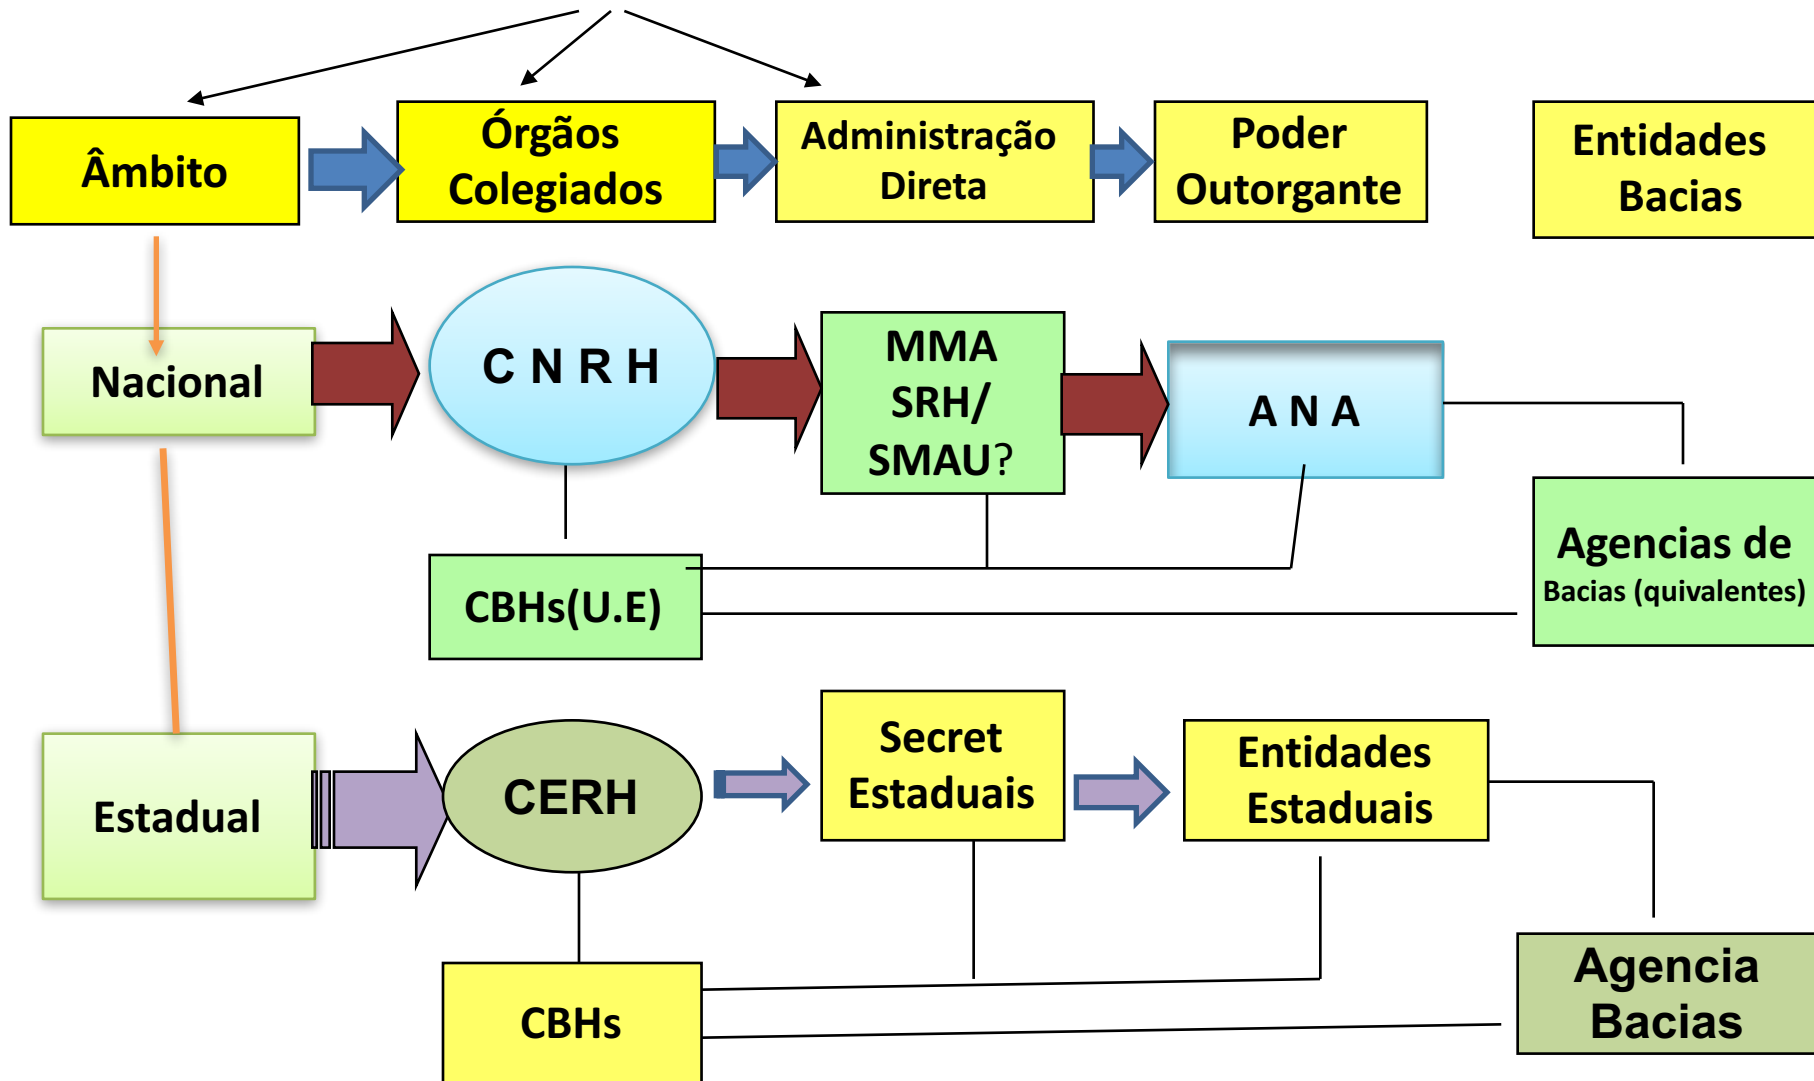 Âmbito
Órgãos
Colegiados
Administração
Direta
Poder
Outorgante
Entidades
Bacias
Nacional
C N R H
MMA
SRH/
SMAU?
A N A
Agencias de
Bacias (quivalentes)
CBHs(U.E)
Estadual
CERH
Secret
Estaduais
Entidades
Estaduais
CBHs
Agencia
Bacias